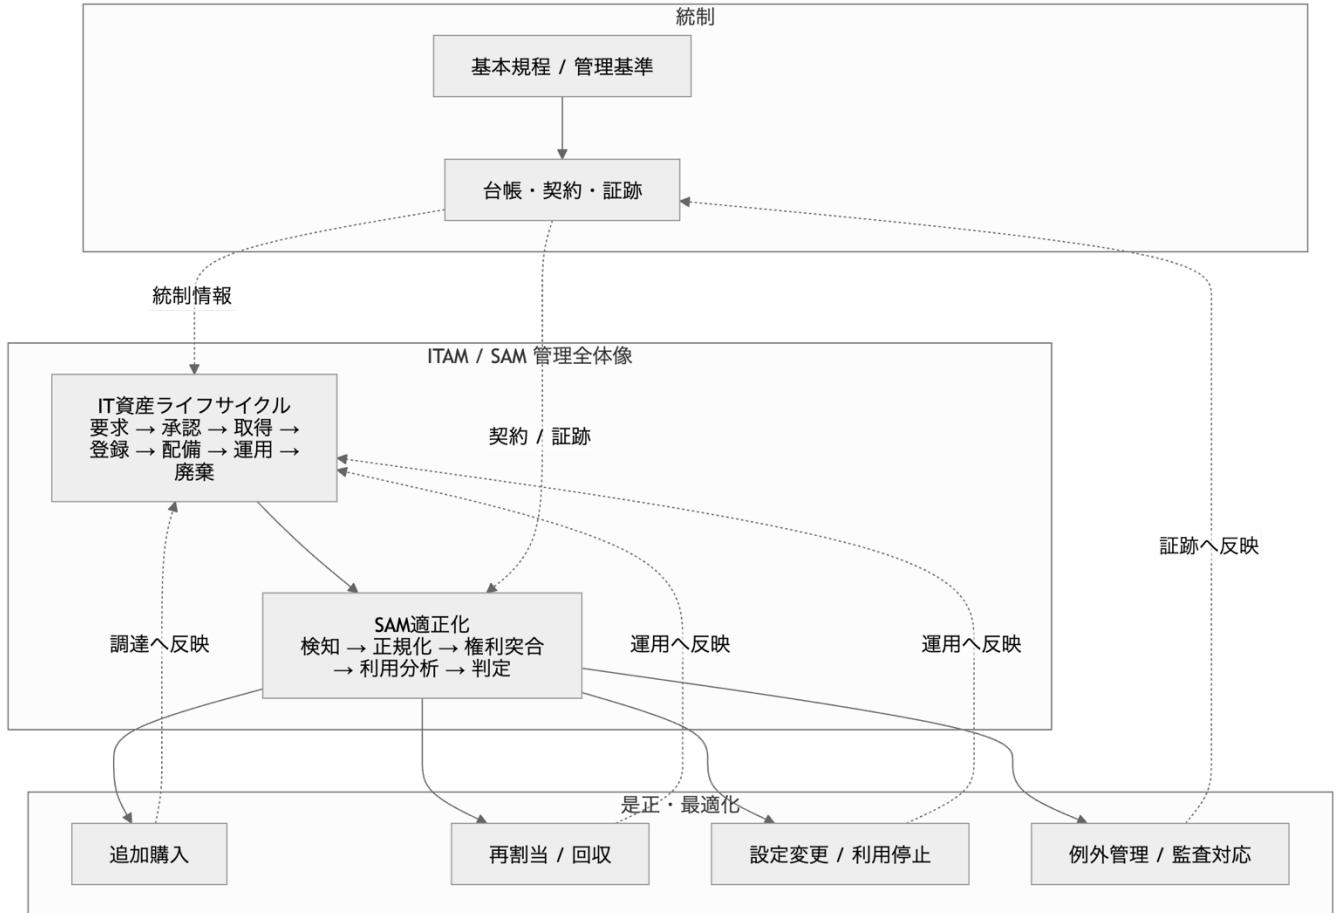 統制
基本規程 / 管理基準
台帳・契約・証跡
統制情報
ITAM / SAM 管理全体像
IT資産ライフサイクル
要求 → 承認 → 取得 →
登録 → 配備 → 運用 →
廃棄
契約 / 証跡
証跡へ反映
SAM適正化
検知 → 正規化 → 権利突合
→ 利用分析 → 判定
調達へ反映
運用へ反映
運用へ反映
是正・最適化
追加購入
再割当 / 回収
設定変更 / 利用停止
例外管理 / 監査対応